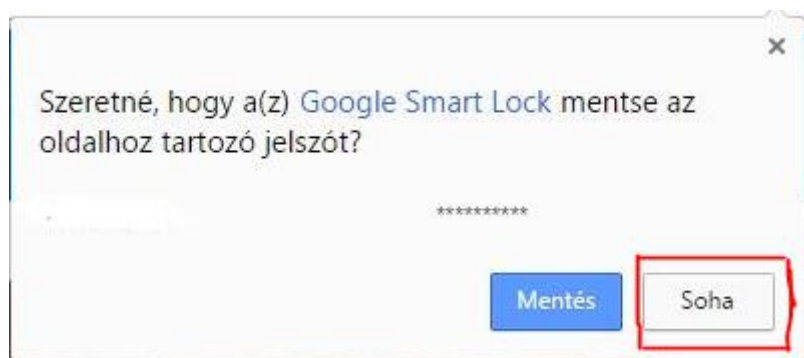 Szeretné, hogy a(z) Google Smart Lock mentse az
oldalhoz tartozó jelszót?
**********
Mentés
Soha